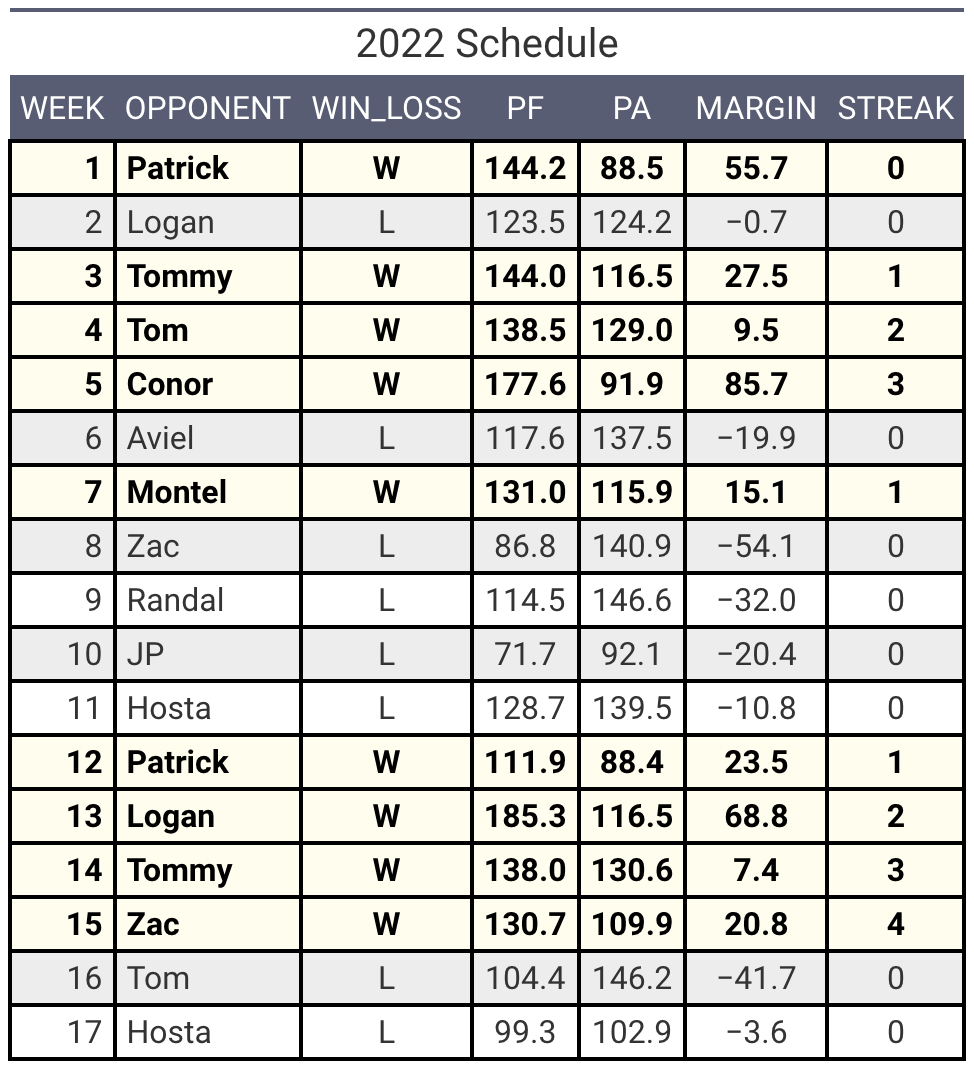 2022 Schedule
WEEK OPPONENT WIN_LOSS PF PA MARGIN STREAK
1 Patrick W 144.2 88.5 55.7 0
2 Logan L 123.5 124.2 −0.7 0
3 Tommy W 144.0 116.5 27.5 1
4 Tom W 138.5 129.0 9.5 2
5 Conor W 177.6 91.9 85.7 3
6 Aviel L 117.6 137.5 −19.9 0
7 Montel W 131.0 115.9 15.1 1
8 Zac L 86.8 140.9 −54.1 0
9 Randal L 114.5 146.6 −32.0 0
10 JP L 71.7 92.1 −20.4 0
11 Hosta L 128.7 139.5 −10.8 0
12 Patrick W 111.9 88.4 23.5 1
13 Logan W 185.3 116.5 68.8 2
14 Tommy W 138.0 130.6 7.4 3
15 Zac W 130.7 109.9 20.8 4
16 Tom L 104.4 146.2 −41.7 0
17 Hosta L 99.3 102.9 −3.6 0